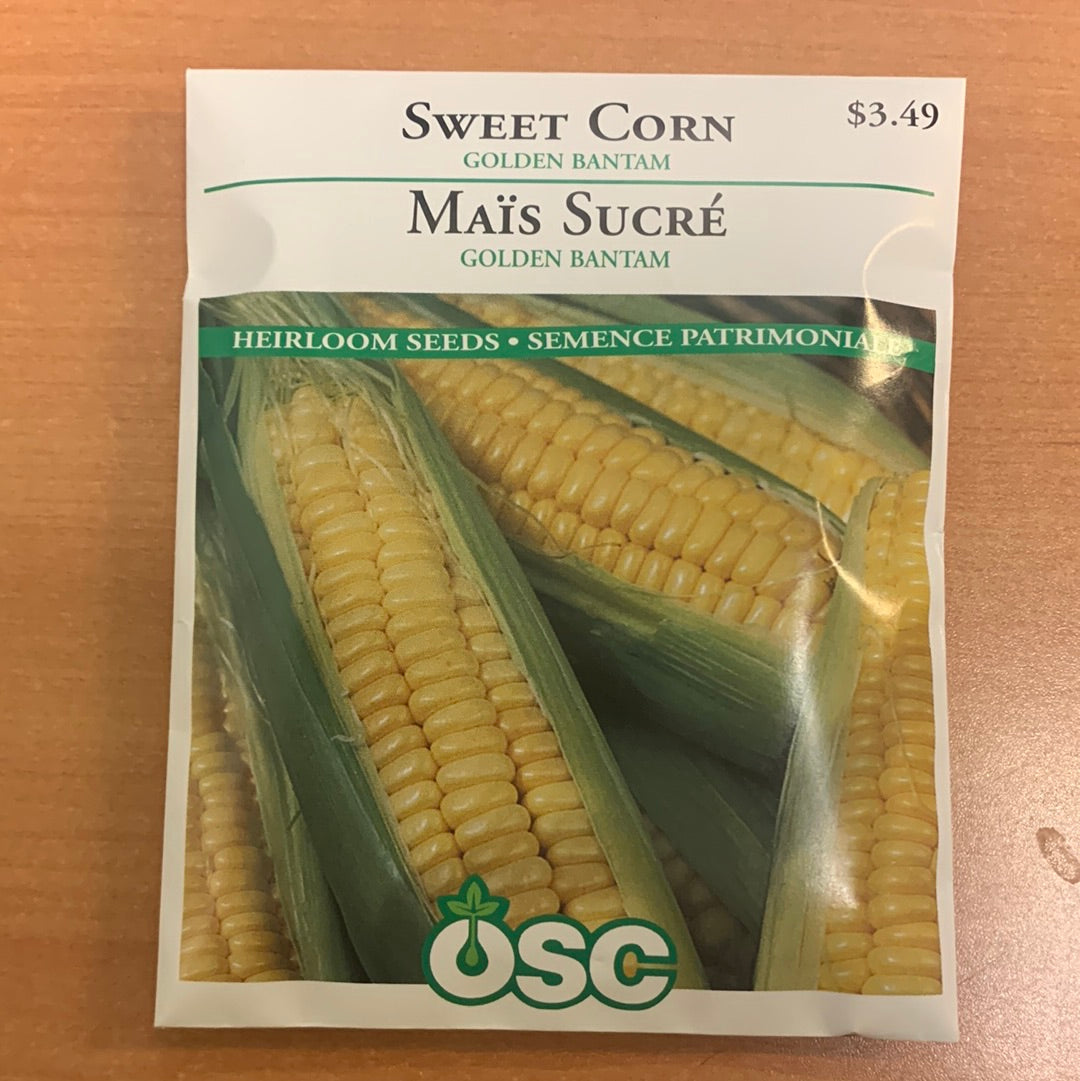 SWEET CORN
$3.49
GOLDEN BANTAM
MAÏS SUCRÉ
GOLDEN BANTAM
HEIRLOOM SEEDS • SEMENCE PATRIMONIALE
OSC